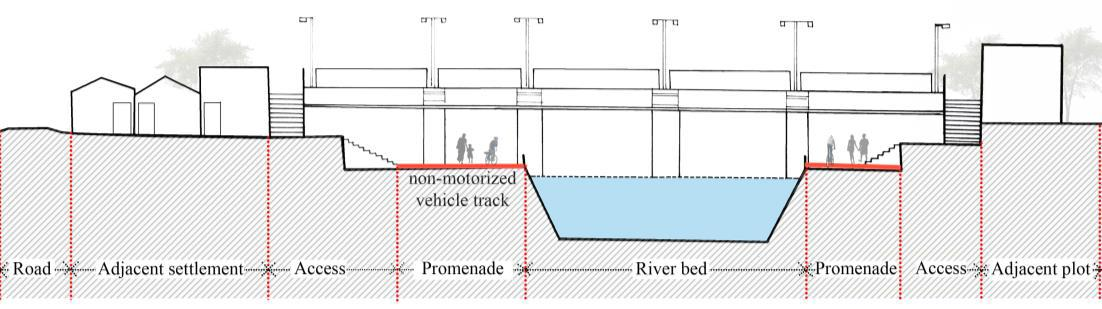 non-motorized
vehicle track
Road Adjacent settlement Access Promenade River bed Promenade Access Adjacent plot